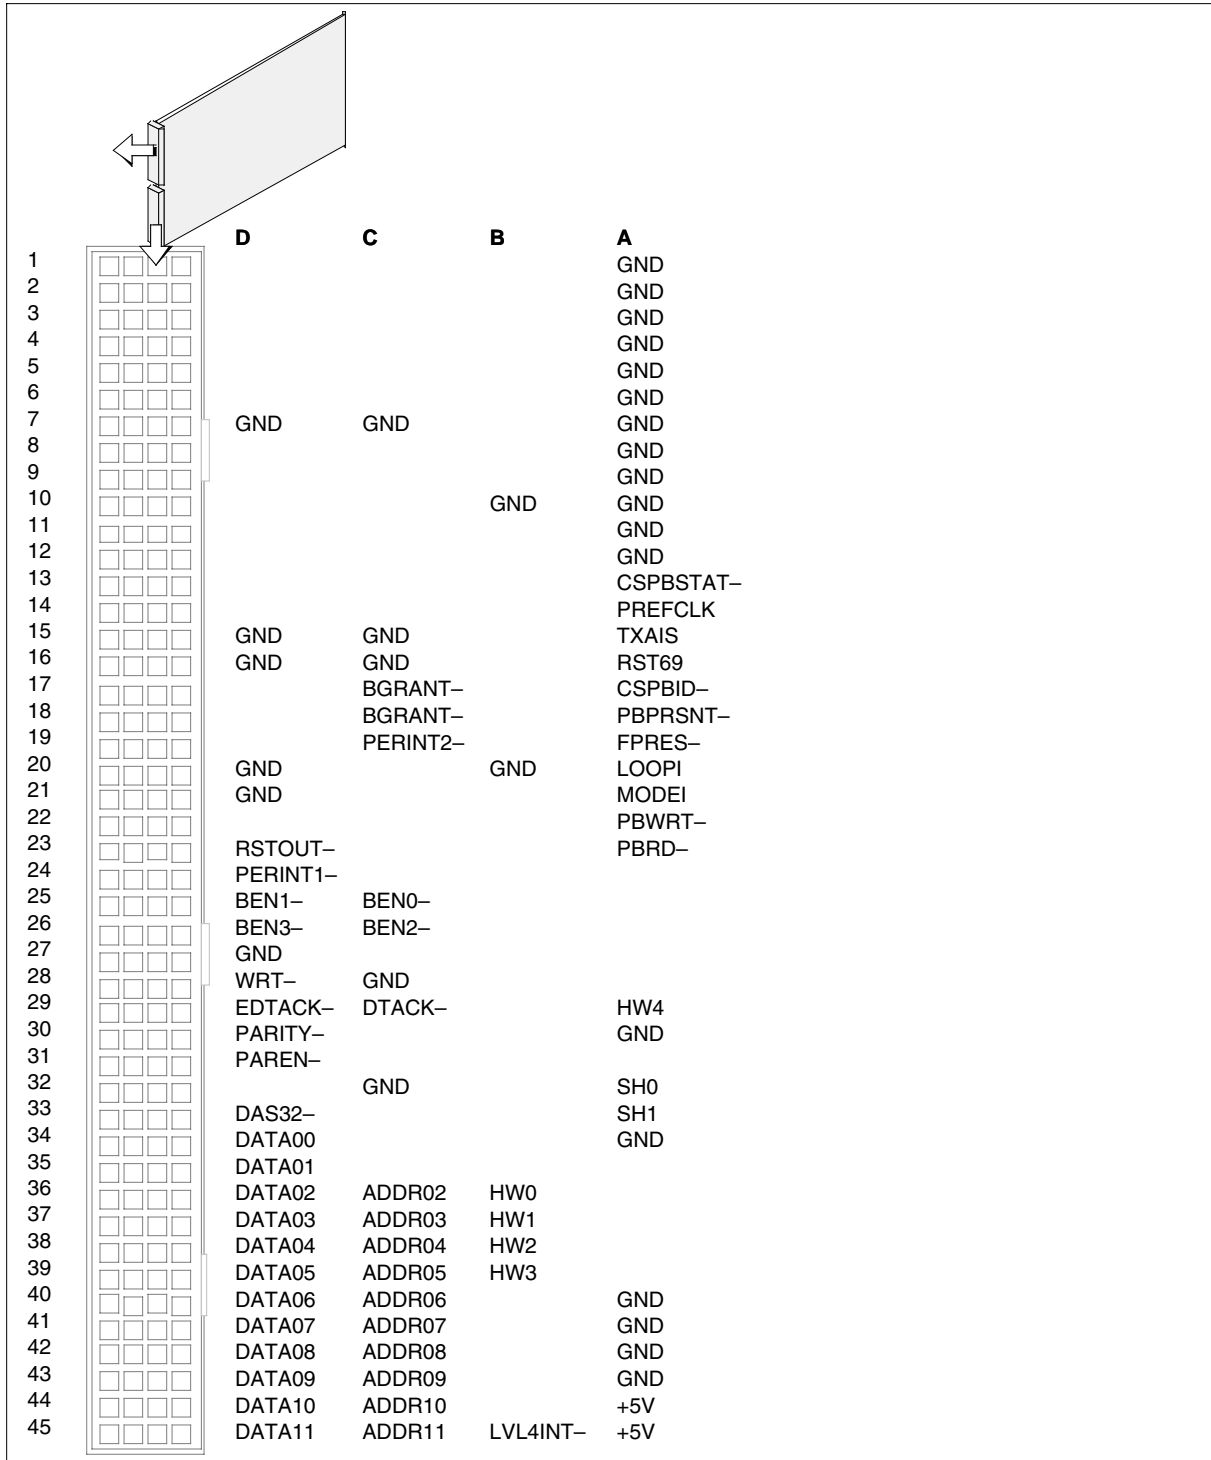 D C B A
1 GND
2 GND
3 GND
4 GND
5 GND
6 GND
7 GND GND GND
8 GND
9 GND
10 GND GND
11 GND
12 GND
13 CSPBSTAT–
14 PREFCLK
15 GND GND TXAIS
16 GND GND RST69
17 BGRANT– CSPBID–
18 BGRANT– PBPRSNT–
19 PERINT2– FPRES–
20 GND GND LOOPI
21 GND MODEI
22 PBWRT–
23 RSTOUT– PBRD–
24 PERINT1–
25 BEN1– BEN0–
26 BEN3– BEN2–
27 GND
28 WRT– GND
29 EDTACK– DTACK– HW4
30 PARITY– GND
31 PAREN–
32 GND SH0
33 DAS32– SH1
34 DATA00 GND
35 DATA01
36 DATA02 ADDR02 HW0
37 DATA03 ADDR03 HW1
38 DATA04 ADDR04 HW2
39 DATA05 ADDR05 HW3
40 DATA06 ADDR06 GND
41 DATA07 ADDR07 GND
42 DATA08 ADDR08 GND
43 DATA09 ADDR09 GND
44 DATA10 ADDR10 +5V
45 DATA11 ADDR11 LVL4INT– +5V